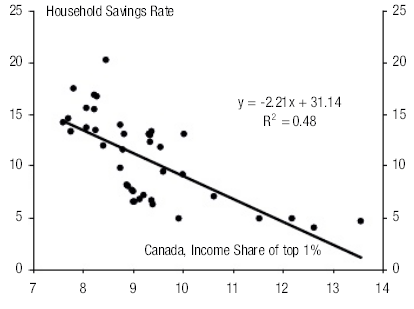 Household Savings Rate
25
25
20
20
y = -2.21x + 31.14
R² = 0.48
15
15
10
10
5
5
Canada, Income Share of top 1%
0
0
7 8 9 10 11 12 13 14